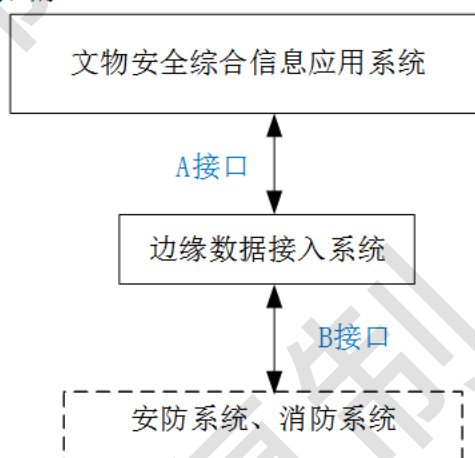 文物安全综合信息应用系统
A接口
边缘数据接入系统
B接口
安防系统、消防系统